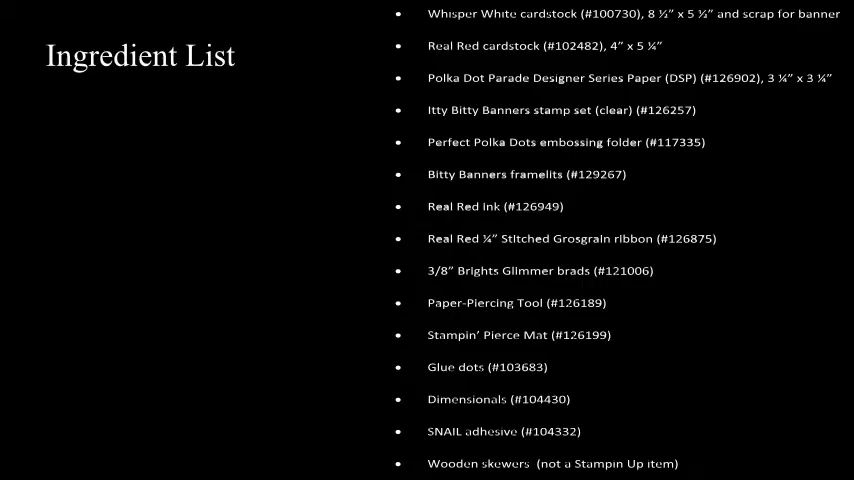 Ingredient List
• Whisper White cardstock (#100730), 8 ½” x 5 ½” and scrap for banner
• Real Red cardstock (#102482), 4” x 5 ¼”
• Polka Dot Parade Designer Series Paper (DSP) (#126902), 3 ¼” x 3 ¼”
• Itty Bitty Banners stamp set (clear) (#126257)
• Perfect Polka Dots embossing folder (#117335)
• Bitty Banners framelits (#129267)
• Real Red ink (#126949)
• Real Red ¼” Stitched Grosgrain ribbon (#126875)
• 3/8” Brights Glimmer brads (#121006)
• Paper-Piercing Tool (#126189)
• Stampin’ Pierce Mat (#126199)
• Glue dots (#103683)
• Dimensionals (#104430)
• SNAIL adhesive (#104332)
• Wooden skewers (not a Stampin Up item)